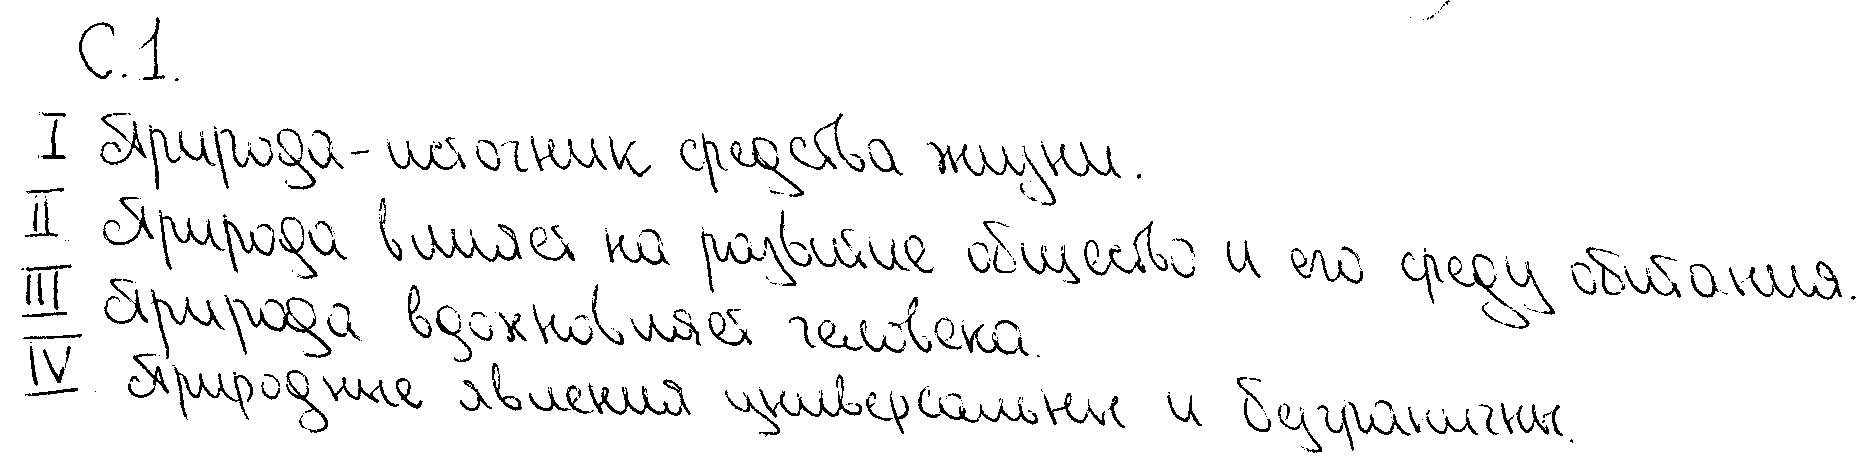 С.1.
I Природа - источник средства жизни.
II Природа влияет на развитие общество и его среду обитания.
III Природа вдохновляет человека.
IV Природные явления универсальны и безграничны.